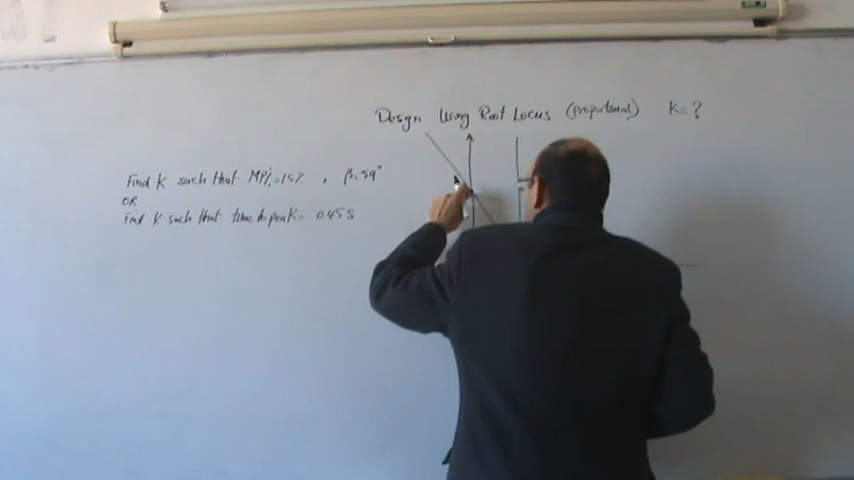 Design Using Root Locus (proportional) K= ?
Find K such that MP%=15% , β=59°
OR
Find K such that time to peak= 0.45s